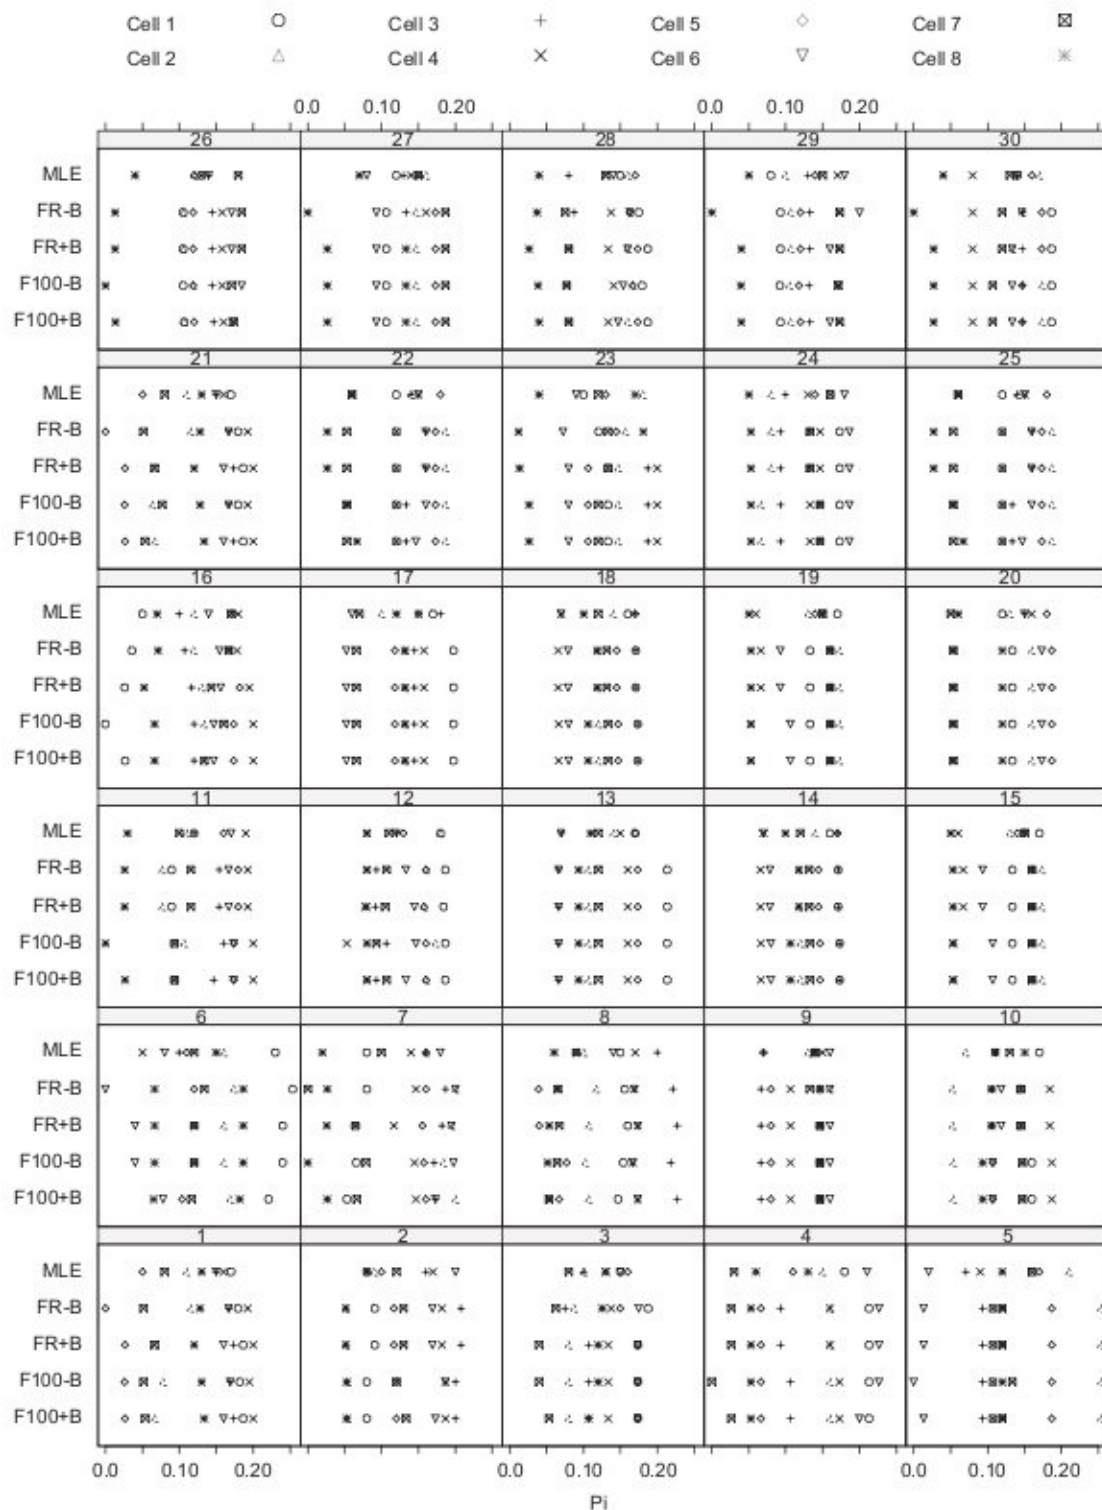 Cell 1 Cell 3 Cell 5 Cell 7
Cell 2 Cell 4 Cell 6 Cell 8
0.0 0.10 0.20 0.0 0.10 0.20
26 27 28 29 30
MLE
FR-B
FR+B
F100-B
F100+B
21 22 23 24 25
MLE
FR-B
FR+B
F100-B
F100+B
16 17 18 19 20
MLE
FR-B
FR+B
F100-B
F100+B
11 12 13 14 15
MLE
FR-B
FR+B
F100-B
F100+B
6 7 8 9 10
MLE
FR-B
FR+B
F100-B
F100+B
1 2 3 4 5
MLE
FR-B
FR+B
F100-B
F100+B
0.0 0.10 0.20 0.0 0.10 0.20 0.0 0.10 0.20
Pi